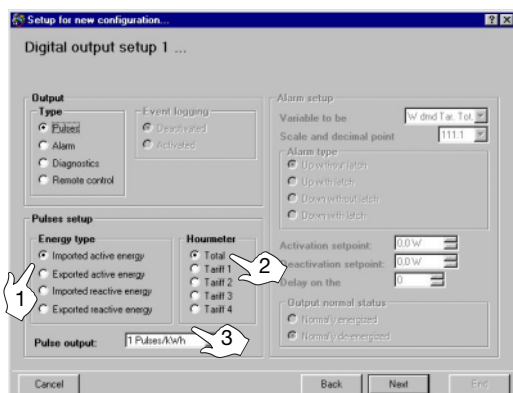 Setup for new configuration...
Digital output setup 1 ...
Output
Type
Pulses
Alarm
Diagnostics
Remote control
Event logging
Deactivated
Activated
Pulses setup
Energy type
Imported active energy
Exported active energy
Imported reactive energy
Exported reactive energy
1
Hourmeter
Total
Tariff 1
Tariff 2
Tariff 3
Tariff 4
2
Pulse output:
1 Pulses/kWh
3
Alarm setup
Variable to be
W dmd Tar. Tot.
Scale and decimal point
111.1
Alarm type
Up without latch
Up with latch
Down without latch
Down with latch
Activation setpoint:
0.0 W
Deactivation setpoint:
0.0 W
Delay on the
0
Output normal status
Normally energized
Normally de-energized
Cancel
Back
Next
End